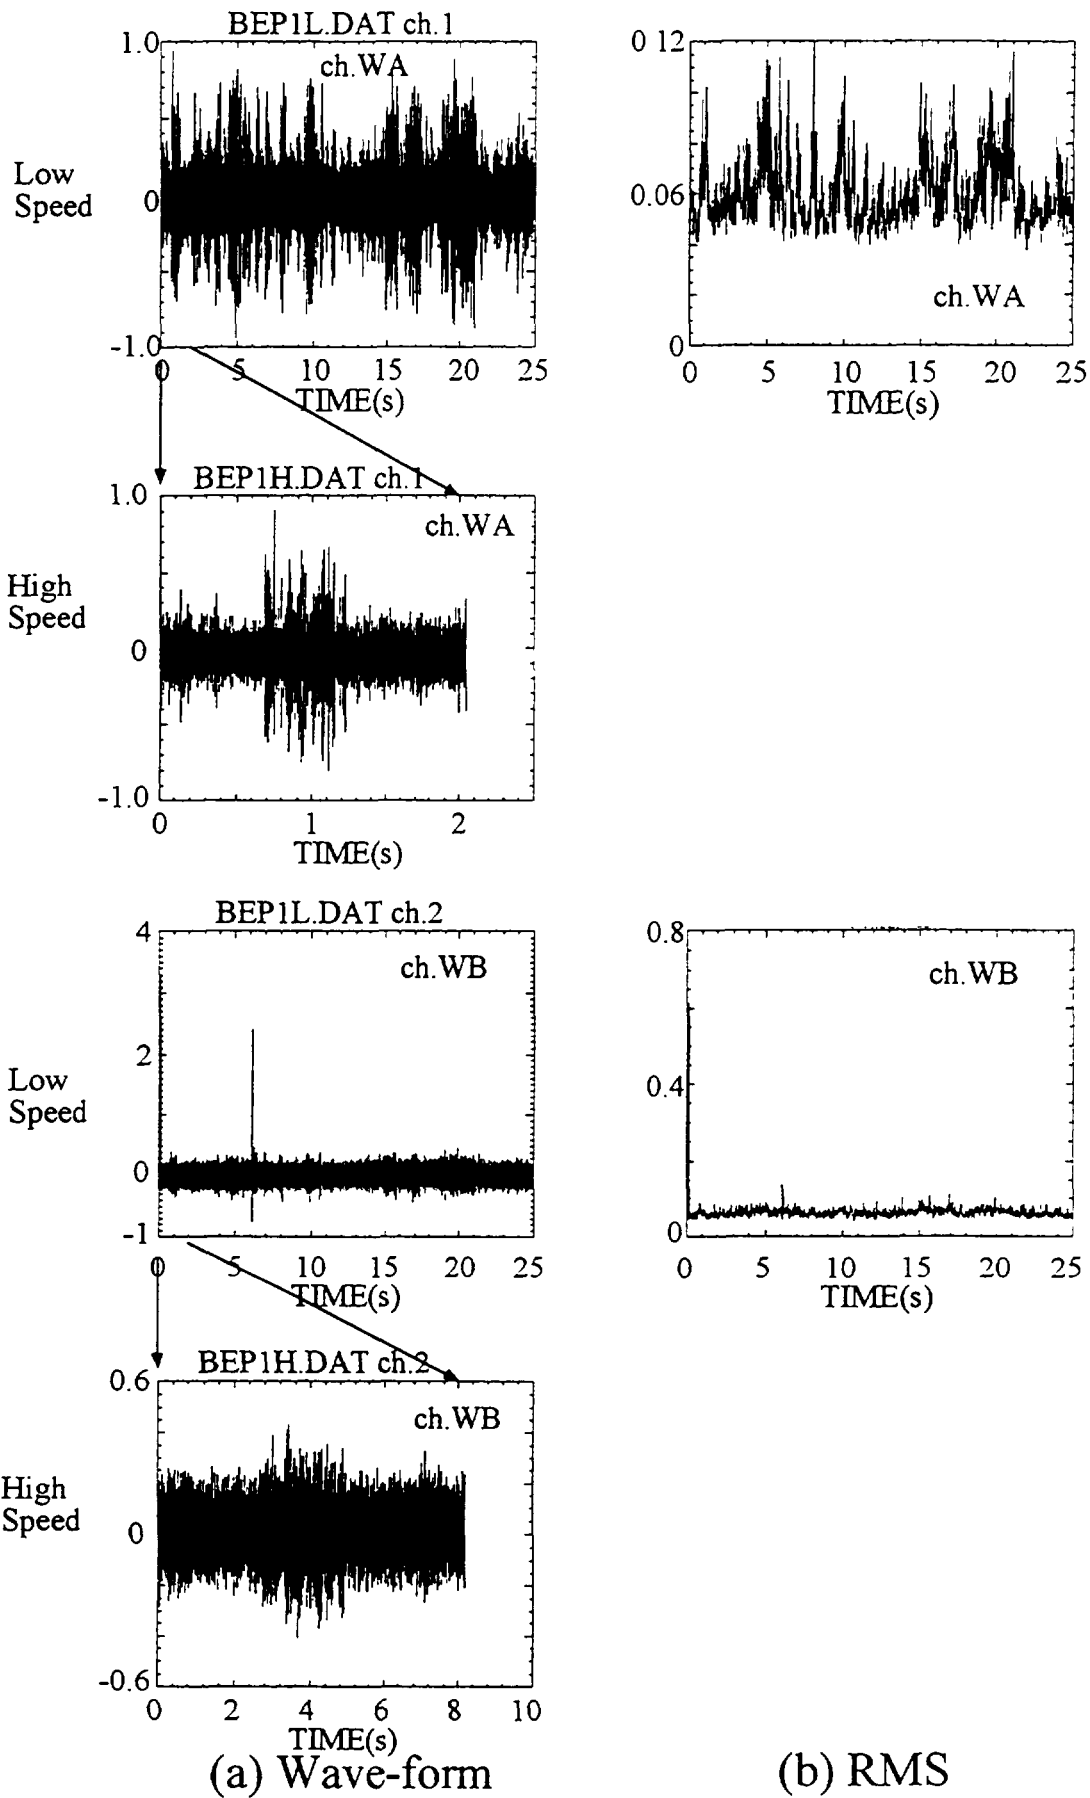 BEP1L.DAT ch.1
1.0
ch.WA
Low
Speed
0
-1.0
0 5 10 15 20 25
TIME(s)
0 12
0.06
ch.WA
0
0 5 10 15 20 25
TIME(s)
BEP1H.DAT ch.1
1.0
ch.WA
High
Speed
0
-1.0
0 1 2
TIME(s)
BEP1L.DAT ch.2
4
ch.WB
2
Low
Speed
0
-1
0 5 10 15 20 25
TIME(s)
0.8
ch.WB
0.4
0
0 5 10 15 20 25
TIME(s)
BEP1H.DAT ch.2
0.6
ch.WB
High
Speed
0
-0.6
0 2 4 6 8 10
TIME(s)
(a) Wave-form
(b) RMS